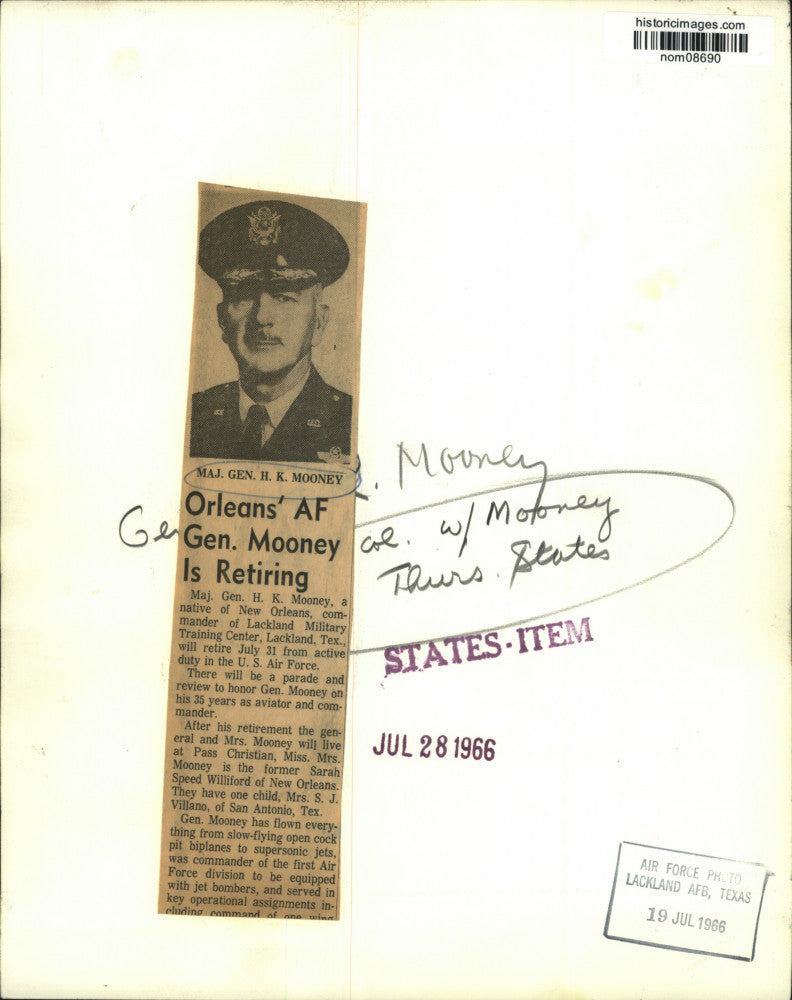 historicimages.com
nom08690
MAJ. GEN. H. K. MOONEY
Mooney
Orleans' AF
Gen. Mooney
Is Retiring
Ge
col. w/ Mooney
Thurs. States
Maj. Gen. H. K. Mooney, a
native of New Orleans, com-
mander of Lackland Military
Training Center, Lackland, Tex.,
will retire July 31 from active
duty in the U. S. Air Force.
There will be a parade and
review to honor Gen. Mooney on
his 35 years as aviator and com-
mander.
After his retirement the gen-
eral and Mrs. Mooney will live
at Pass Christian, Miss. Mrs.
Mooney is the former Sarah
Speed Williford of New Orleans.
They have one child, Mrs. S. J.
Villano, of San Antonio, Tex.
Gen. Mooney has flown every-
thing from slow-flying open cock
pit biplanes to supersonic jets,
was commander of the first Air
Force division to be equipped
with jet bombers, and served in
key operational assignments in-
cluding command of one wing
STATES-ITEM
JUL 28 1966
AIR FORCE PHOTO
LACKLAND AFB, TEXAS
19 JUL 1966